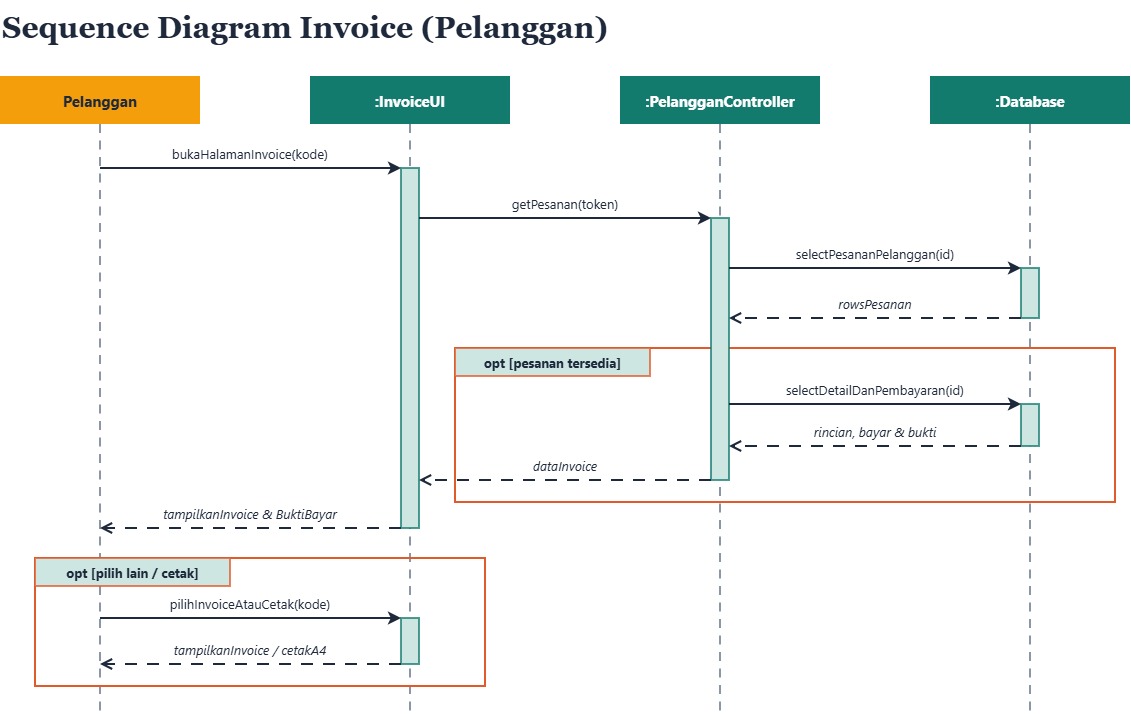 Sequence Diagram Invoice (Pelanggan)
Pelanggan
:InvoiceUI
:PelangganController
:Database
bukaHalamanInvoice(kode)
getPesanan(token)
selectPesananPelanggan(id)
rowsPesanan
opt [pesanan tersedia]
selectDetailDanPembayaran(id)
rincian, bayar & bukti
dataInvoice
tampilkanInvoice & BuktiBayar
opt [pilih lain / cetak]
pilihInvoiceAtauCetak(kode)
tampilkanInvoice / cetakA4